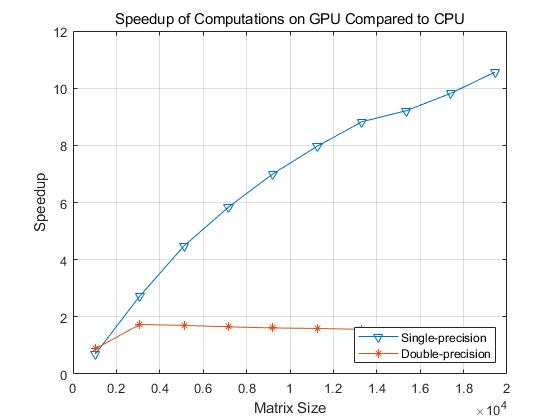 Speedup of Computations on GPU Compared to CPU
12
10
8
6
4
2
0
Speedup
Single-precision
Double-precision
0 0.2 0.4 0.6 0.8 1 1.2 1.4 1.6 1.8 2
Matrix Size
×10⁴